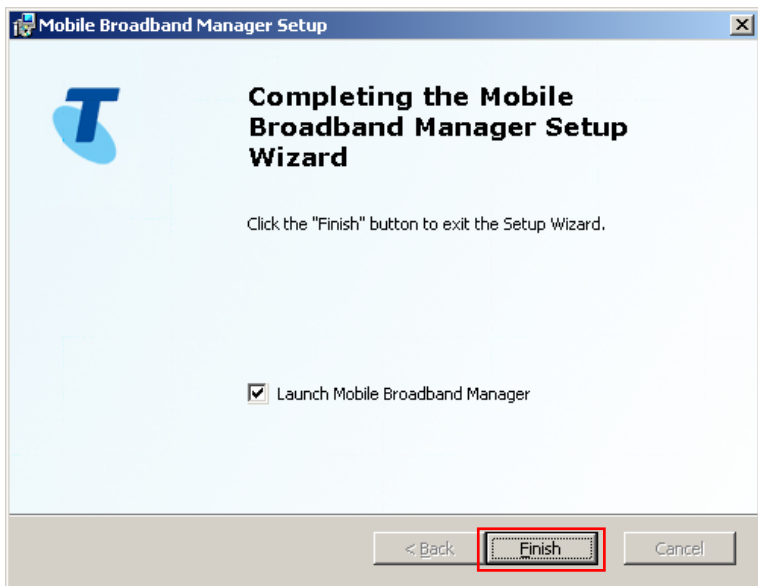 Mobile Broadband Manager Setup
Completing the Mobile
Broadband Manager Setup
Wizard
Click the "Finish" button to exit the Setup Wizard.
Launch Mobile Broadband Manager
< Back Finish Cancel